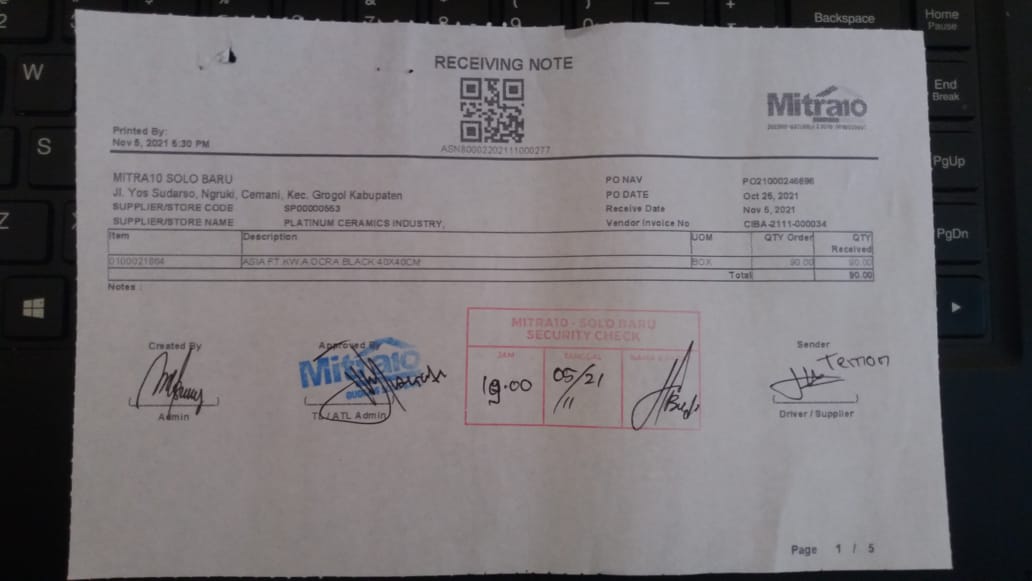 RECEIVING NOTE
Mitra10
ASN80002202111000277
Printed By:
Nov 5, 2021 5:30 PM
MITRA10 SOLO BARU
Jl. Yos Sudarso, Ngruki, Cemani, Kec. Grogol Kabupaten
SUPPLIER/STORE CODE SP00000553
SUPPLIER/STORE NAME PLATINUM CERAMICS INDUSTRY,
PO NAV PO21000246696
PO DATE Oct 25, 2021
Receive Date Nov 5, 2021
Vendor Invoice No CIBA-2111-000034
Item Description UOM QTY Order QTY Received
0100021864 ASIA FT KW.A OCRA BLACK 40X40CM BOX 90.00 90.00
Total 90.00
Notes :
Created By
Admin
Approved By
Mitra10
TL / ATL Admin
MITRA10 - SOLO BARU
SECURITY CHECK
JAM TANGGAL
19.00 05/11/21
Sender
Temon
Driver / Supplier
Page 1 / 5
Backspace
Home
Pause
End
Break
PgUp
PgDn
W
S
Z